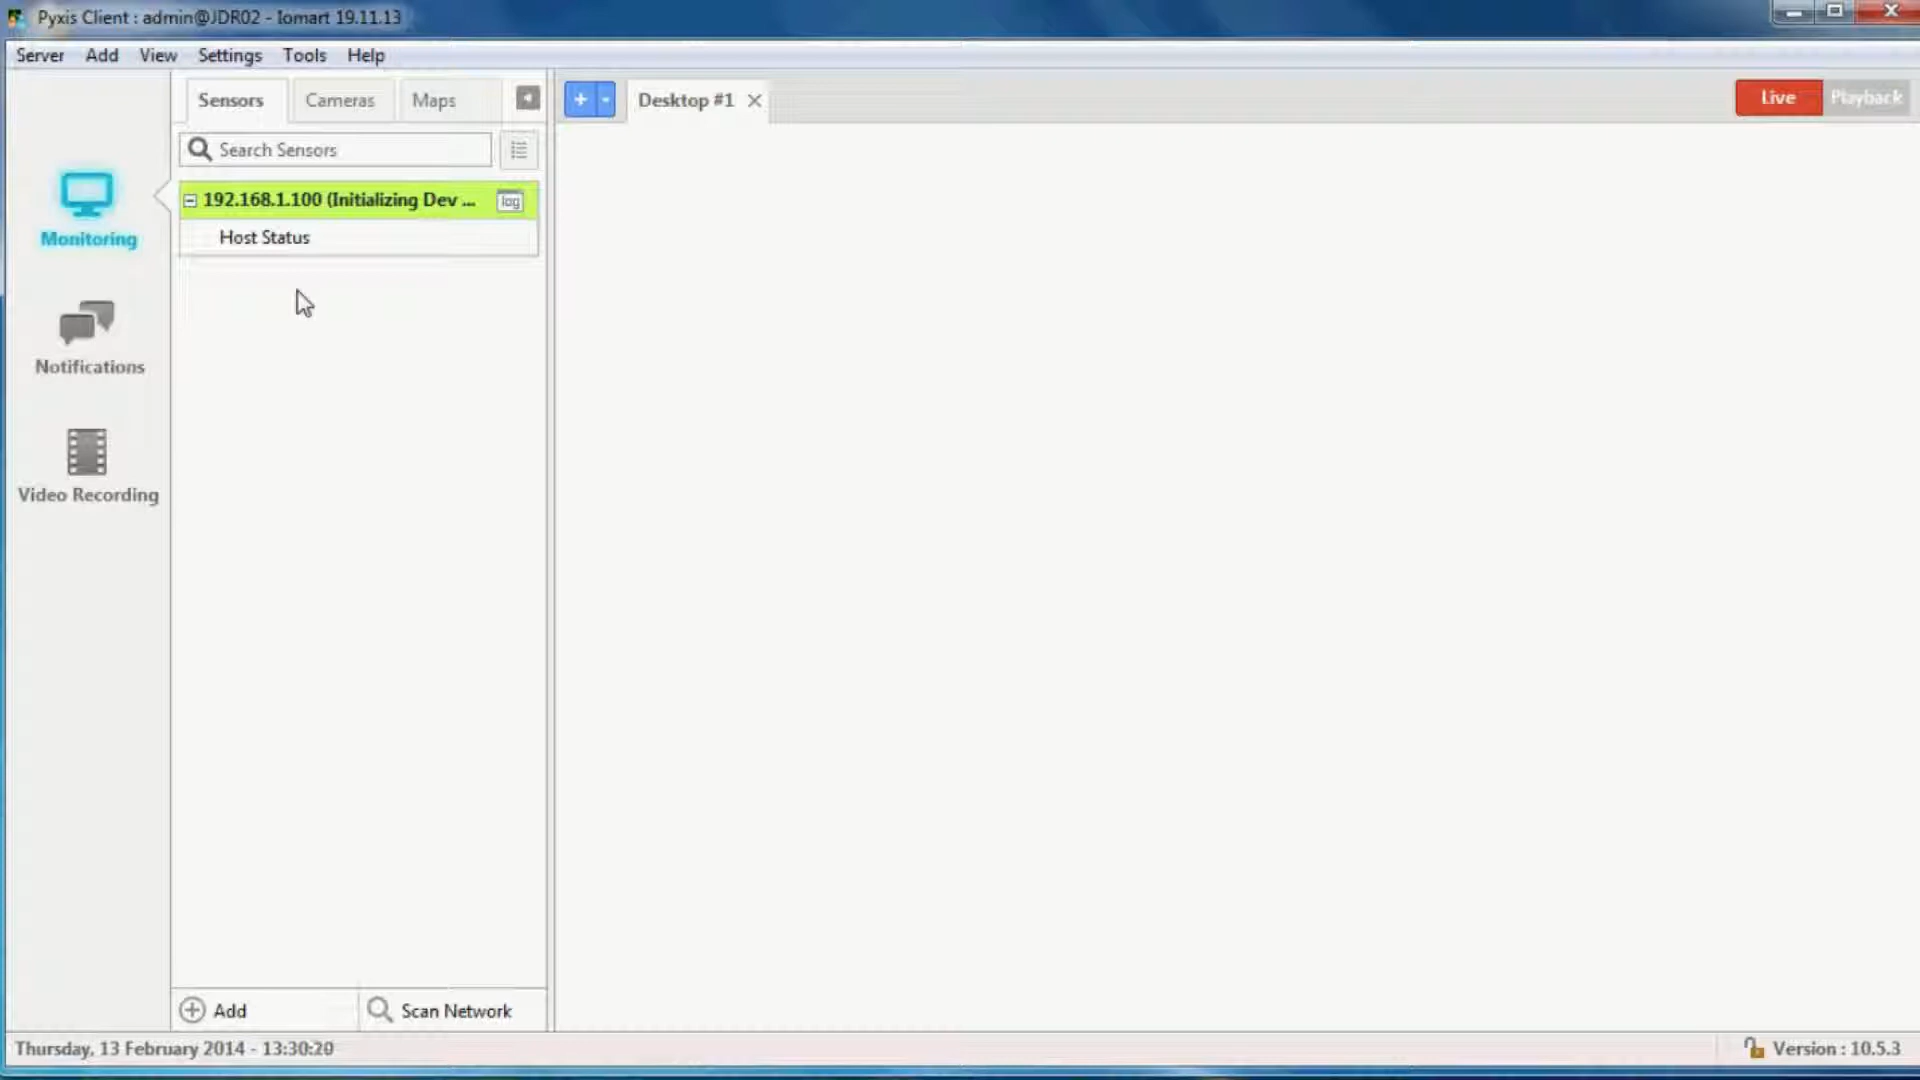 Pyxis Client : admin@JDR02 - Iomart 19.11.13
Server Add View Settings Tools Help
Sensors Cameras Maps
Desktop #1
Live Playback
Search Sensors
192.168.1.100 (Initializing Dev ...
log
Host Status
Monitoring
Notifications
Video Recording
Add
Scan Network
Thursday, 13 February 2014 - 13:30:20
Version : 10.5.3